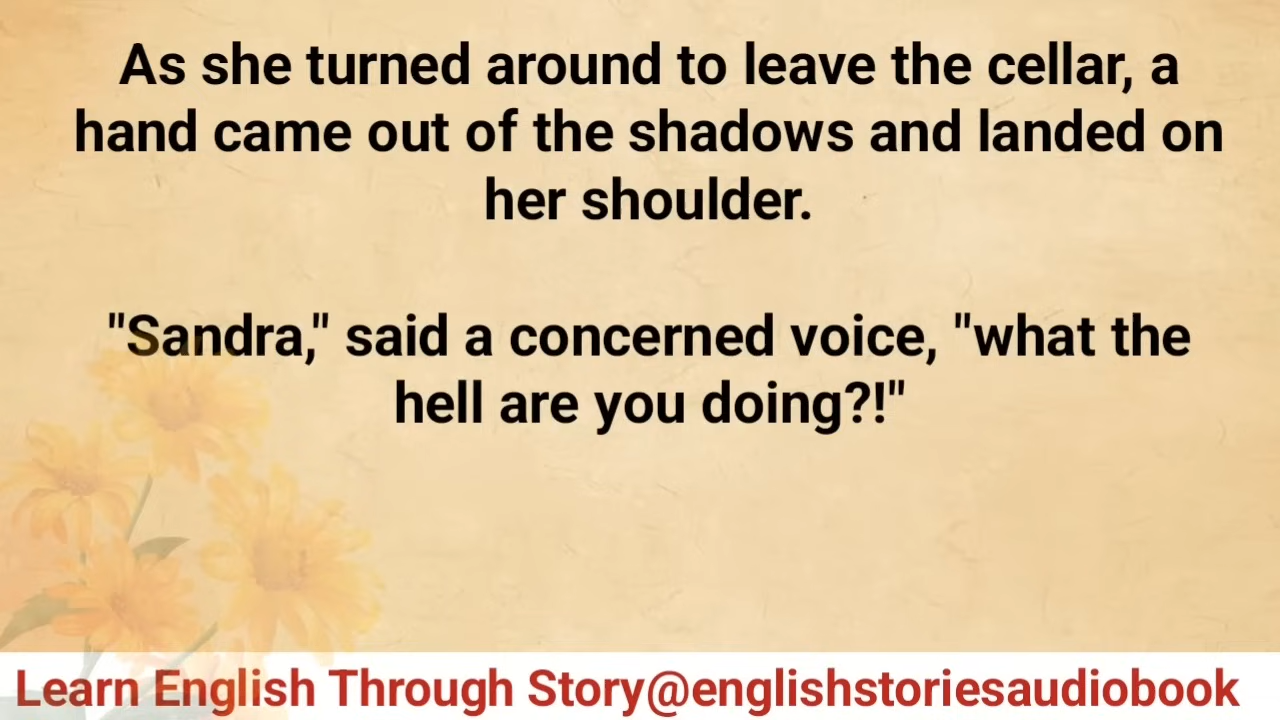 As she turned around to leave the cellar, a
hand came out of the shadows and landed on
her shoulder.
"Sandra," said a concerned voice, "what the
hell are you doing?!"
Learn English Through Story@englishstoriesaudiobook